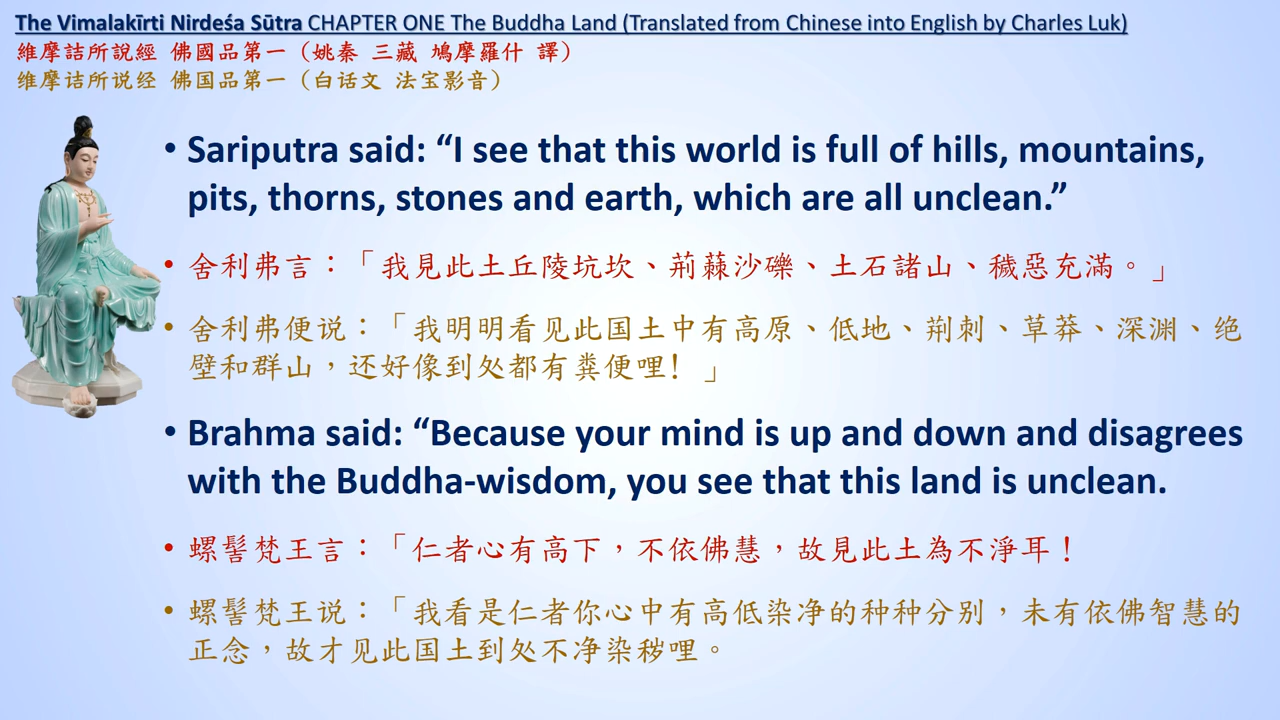 The Vimalakīrti Nirdeśa Sūtra CHAPTER ONE The Buddha Land (Translated from Chinese into English by Charles Luk)
維摩詰所說經 佛國品第一 (姚秦 三藏 鳩摩羅什 譯)
维摩诘所说经 佛国品第一 (白话文 法宝影音)
• Sariputra said: “I see that this world is full of hills, mountains,
pits, thorns, stones and earth, which are all unclean.”
• 舍利弗言：「我見此土丘陵坑坎、荊蕀沙礫、土石諸山、穢惡充滿。」
• 舍利弗便说：「我明明看见此国土中有高原、低地、荆刺、草莽、深渊、绝
壁和群山，还好像到处都有粪便哩! 」
• Brahma said: “Because your mind is up and down and disagrees
with the Buddha-wisdom, you see that this land is unclean.
• 螺髻梵王言：「仁者心有高下，不依佛慧，故見此土為不淨耳！
• 螺髻梵王说：「我看是仁者你心中有高低染净的种种分别，未有依佛智慧的
正念，故才见此国土到处不净染秽哩。